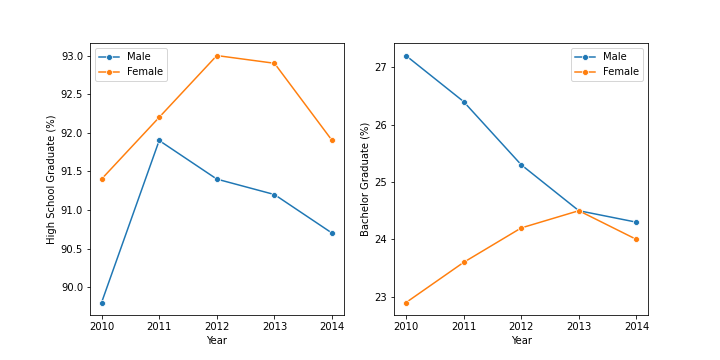 High School Graduate (%)
93.0
92.5
92.0
91.5
91.0
90.5
90.0
Male
Female
2010 2011 2012 2013 2014
Year
Bachelor Graduate (%)
27
26
25
24
23
Male
Female
2010 2011 2012 2013 2014
Year